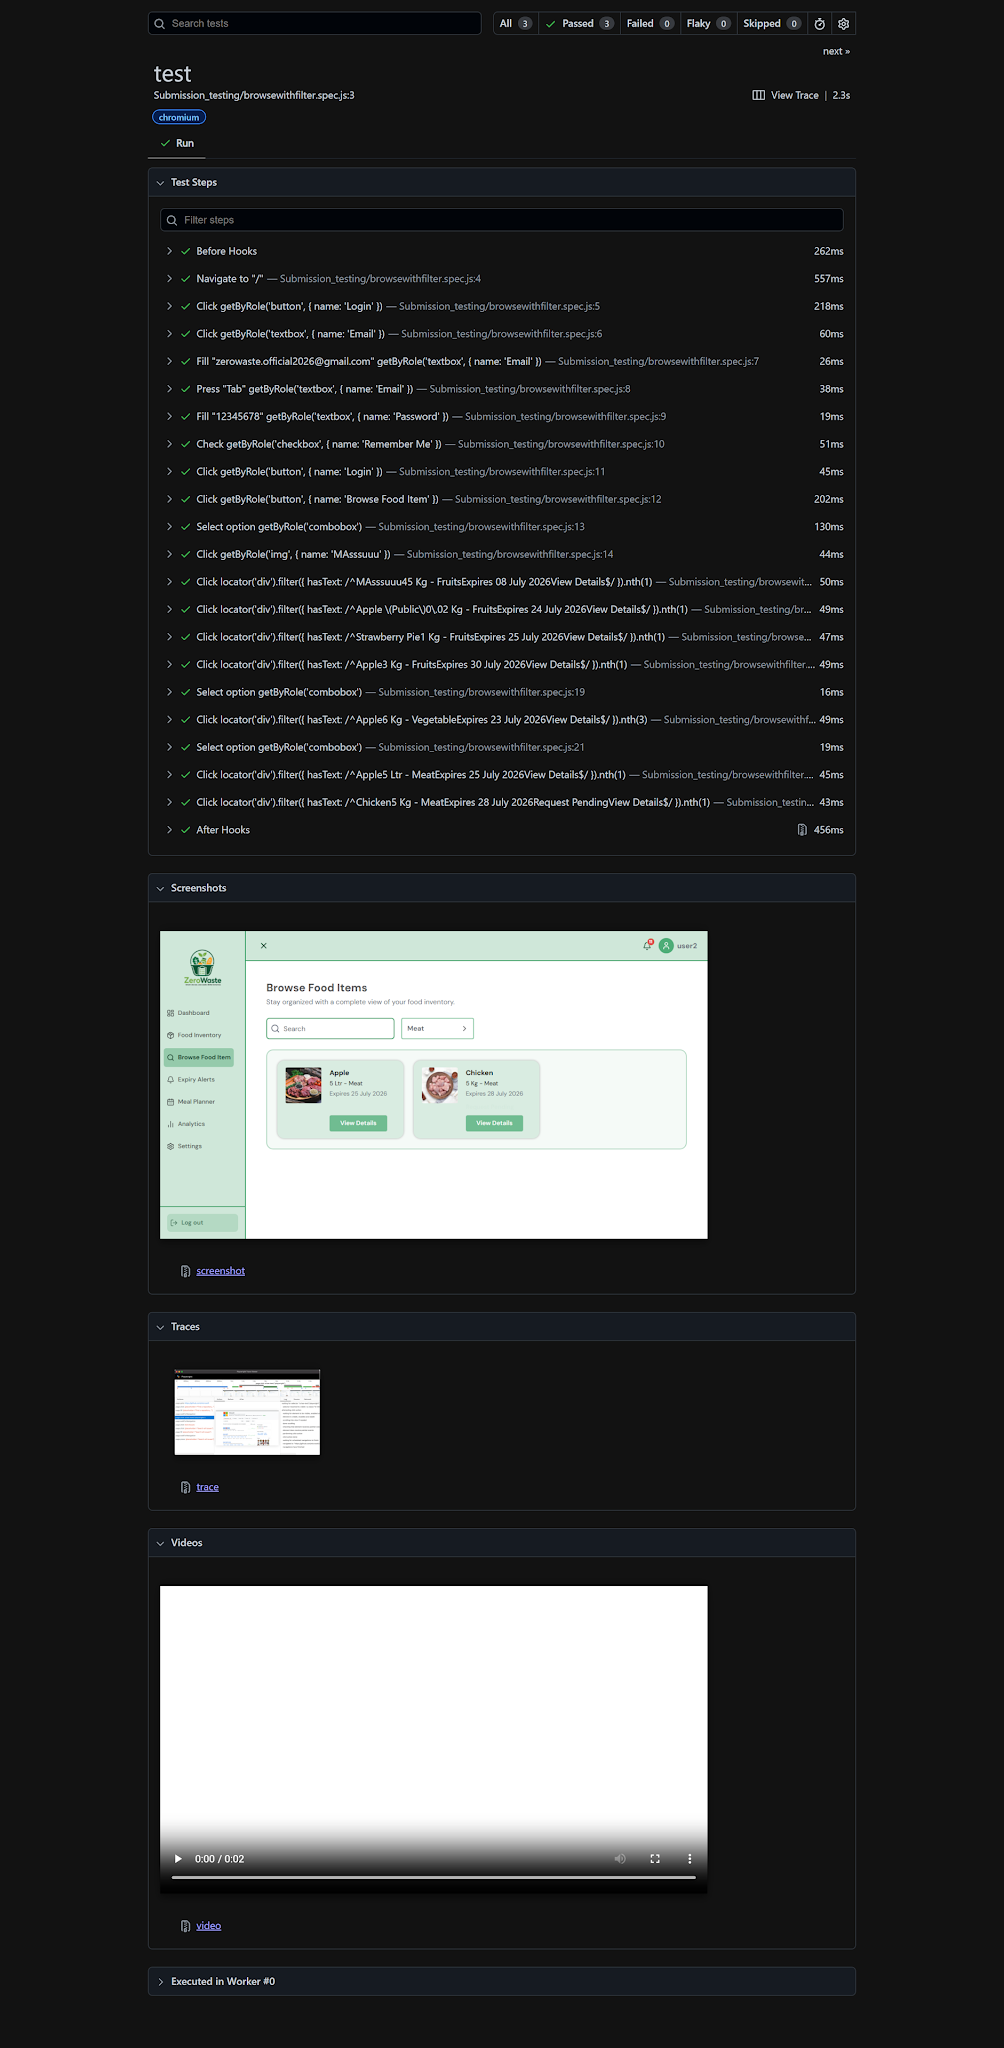 Search tests
All 3 Passed 3 Failed 0 Flaky 0 Skipped 0
next »
test
Submission_testing/browsewithfilter.spec.js:3
View Trace | 2.3s
chromium
Run
Test Steps
Filter steps
Before Hooks 262ms
Navigate to "/" — Submission_testing/browsewithfilter.spec.js:4 557ms
Click getByRole('button', { name: 'Login' }) — Submission_testing/browsewithfilter.spec.js:5 218ms
Click getByRole('textbox', { name: 'Email' }) — Submission_testing/browsewithfilter.spec.js:6 60ms
Fill "zerowaste.official2026@gmail.com" getByRole('textbox', { name: 'Email' }) — Submission_testing/browsewithfilter.spec.js:7 26ms
Press "Tab" getByRole('textbox', { name: 'Email' }) — Submission_testing/browsewithfilter.spec.js:8 38ms
Fill "12345678" getByRole('textbox', { name: 'Password' }) — Submission_testing/browsewithfilter.spec.js:9 19ms
Check getByRole('checkbox', { name: 'Remember Me' }) — Submission_testing/browsewithfilter.spec.js:10 51ms
Click getByRole('button', { name: 'Login' }) — Submission_testing/browsewithfilter.spec.js:11 45ms
Click getByRole('button', { name: 'Browse Food Item' }) — Submission_testing/browsewithfilter.spec.js:12 202ms
Select option getByRole('combobox') — Submission_testing/browsewithfilter.spec.js:13 130ms
Click getByRole('img', { name: 'MAsssuuu' }) — Submission_testing/browsewithfilter.spec.js:14 44ms
Click locator('div').filter({ hasText: /^MAsssuuu45 Kg - FruitsExpires 08 July 2026View Details$/ }).nth(1) — Submission_testing/browsewit... 50ms
Click locator('div').filter({ hasText: /^Apple \(Public\)0\.02 Kg - FruitsExpires 24 July 2026View Details$/ }).nth(1) — Submission_testing/br... 49ms
Click locator('div').filter({ hasText: /^Strawberry Pie1 Kg - FruitsExpires 25 July 2026View Details$/ }).nth(1) — Submission_testing/browse... 47ms
Click locator('div').filter({ hasText: /^Apple3 Kg - FruitsExpires 30 July 2026View Details$/ }).nth(1) — Submission_testing/browsewithfilter.... 49ms
Select option getByRole('combobox') — Submission_testing/browsewithfilter.spec.js:19 16ms
Click locator('div').filter({ hasText: /^Apple6 Kg - VegetableExpires 23 July 2026View Details$/ }).nth(3) — Submission_testing/browsewithf... 49ms
Select option getByRole('combobox') — Submission_testing/browsewithfilter.spec.js:21 19ms
Click locator('div').filter({ hasText: /^Apple5 Ltr - MeatExpires 25 July 2026View Details$/ }).nth(1) — Submission_testing/browsewithfilter.... 45ms
Click locator('div').filter({ hasText: /^Chicken5 Kg - MeatExpires 28 July 2026Request PendingView Details$/ }).nth(1) — Submission_testin... 43ms
After Hooks 456ms
Screenshots
user2
ZeroWaste
Browse Food Items
Stay organized with a complete view of your food inventory.
Dashboard
Food Inventory
Browse Food Item
Expiry Alerts
Meal Planner
Analytics
Settings
Log out
Search
Meat
Apple
5 Ltr - Meat
Expires 25 July 2026
View Details
Chicken
5 Kg - Meat
Expires 28 July 2026
View Details
screenshot
Traces
trace
Videos
0:00 / 0:02
video
Executed in Worker #0